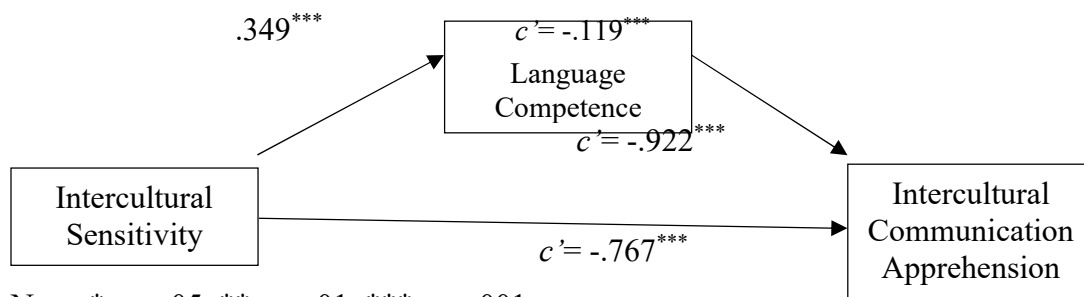 .349***
c'= -.119***
Language
Competence
c'= -.922***
Intercultural
Sensitivity
c'= -.767***
Intercultural
Communication
Apprehension